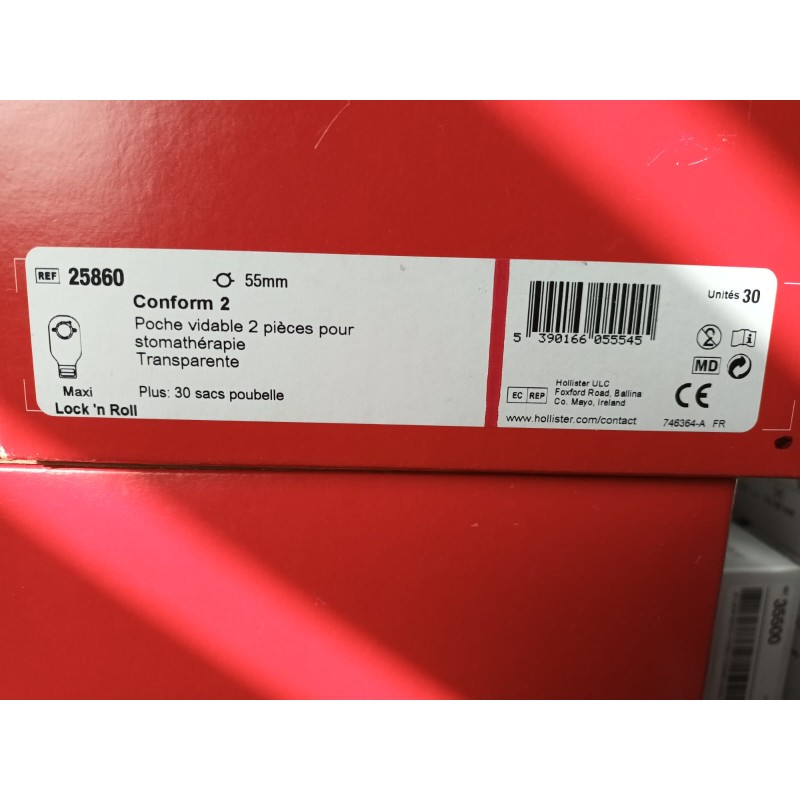 REF 25860
55mm
Conform 2
Poche vidable 2 pièces pour
stomathérapie
Transparente
Maxi
Lock 'n Roll
Plus: 30 sacs poubelle
5 390166 055545
Unités 30
MD
EC REP
Hollister ULC
Foxford Road, Ballina
Co. Mayo, Ireland
CE
www.hollister.com/contact
746364-A FR
35500